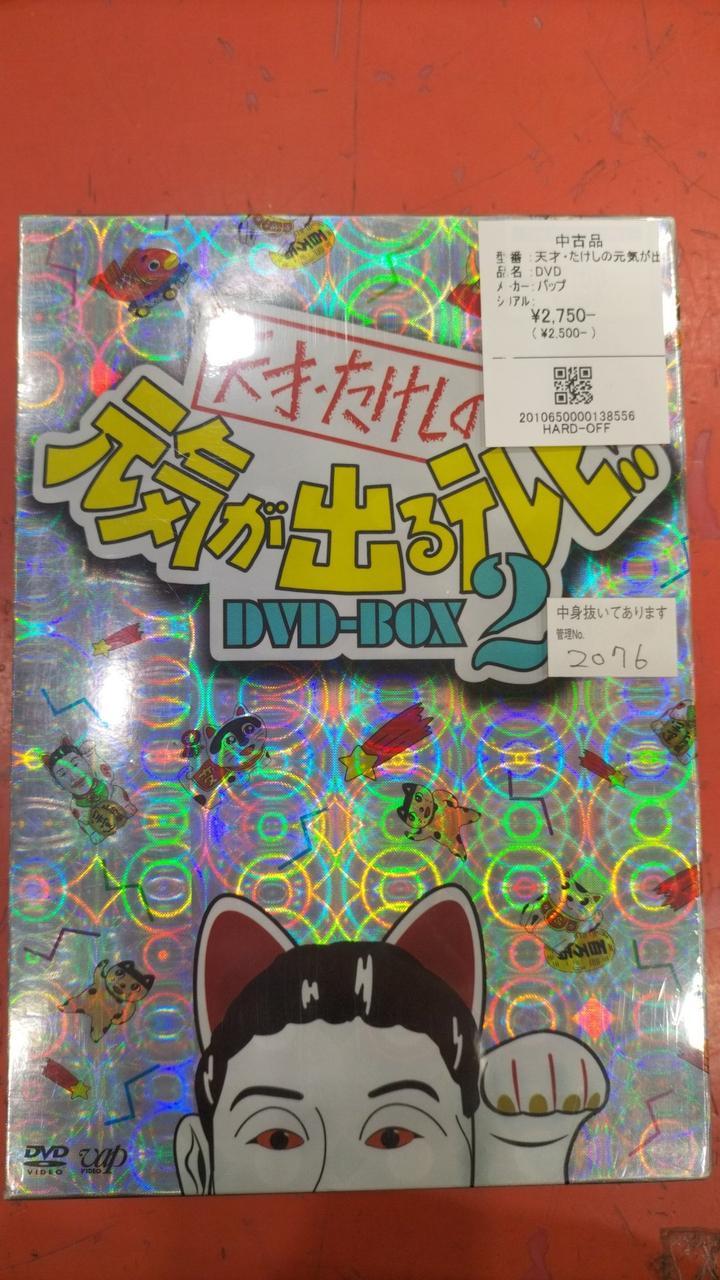 中古品
型番:天才・たけしの元気が出
品名:DVD
メーカー:バップ
シリアル:
¥2,750-
(¥2,500-)
2010650000138556
HARD-OFF
天才・たけしの
元気が出るテレビ!!
DVD-BOX 2
中身抜いてあります
管理No.
2076
DVD
VIDEO
vap
VIDEO